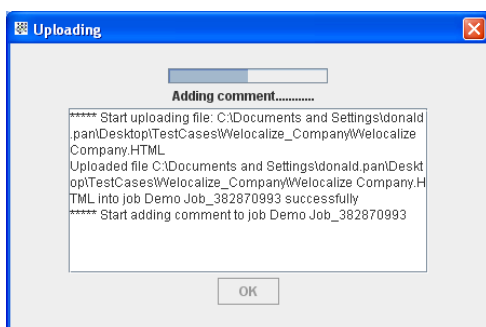 Uploading
Adding comment............
***** Start uploading file: C:\Documents and Settings\donald
.pan\Desktop\TestCases\Welocalize_Company\Welocalize
Company.HTML
Uploaded file C:\Documents and Settings\donald.pan\Deskt
op\TestCases\Welocalize_Company\Welocalize Company.H
TML into job Demo Job_382870993 successfully
***** Start adding comment to job Demo Job_382870993
OK